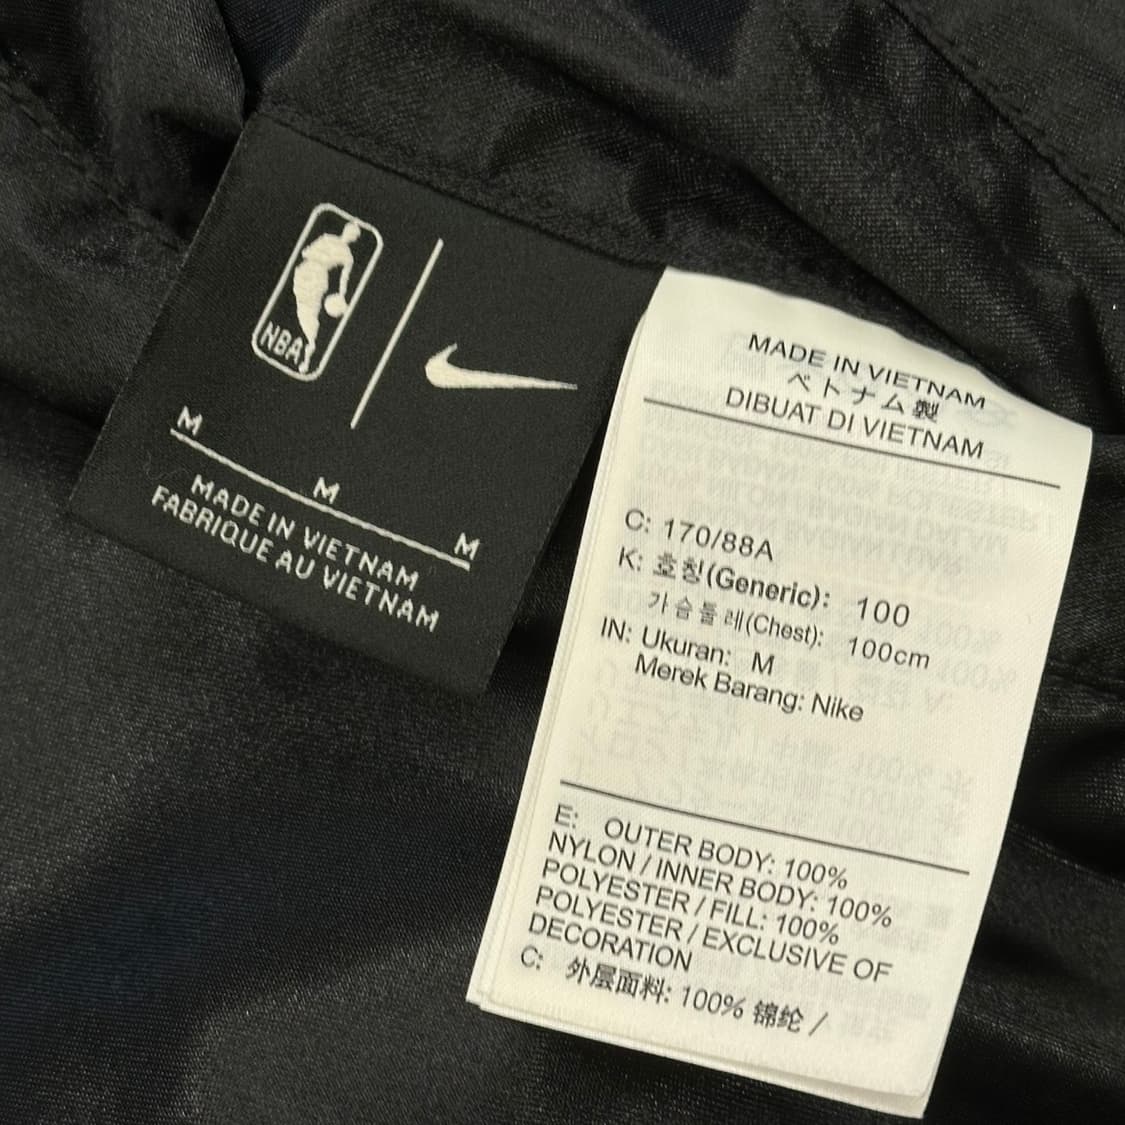 NBA
M
M
M
MADE IN VIETNAM
FABRIQUE AU VIETNAM
MADE IN VIETNAM
ベトナム製
DIBUAT DI VIETNAM
C: 170/88A
K: 호칭(Generic): 100
가슴둘레(Chest): 100cm
IN: Ukuran: M
Merek Barang: Nike
E: OUTER BODY: 100%
NYLON / INNER BODY: 100%
POLYESTER / FILL: 100%
POLYESTER / EXCLUSIVE OF
DECORATION
C: 外层面料: 100% 锦纶 /